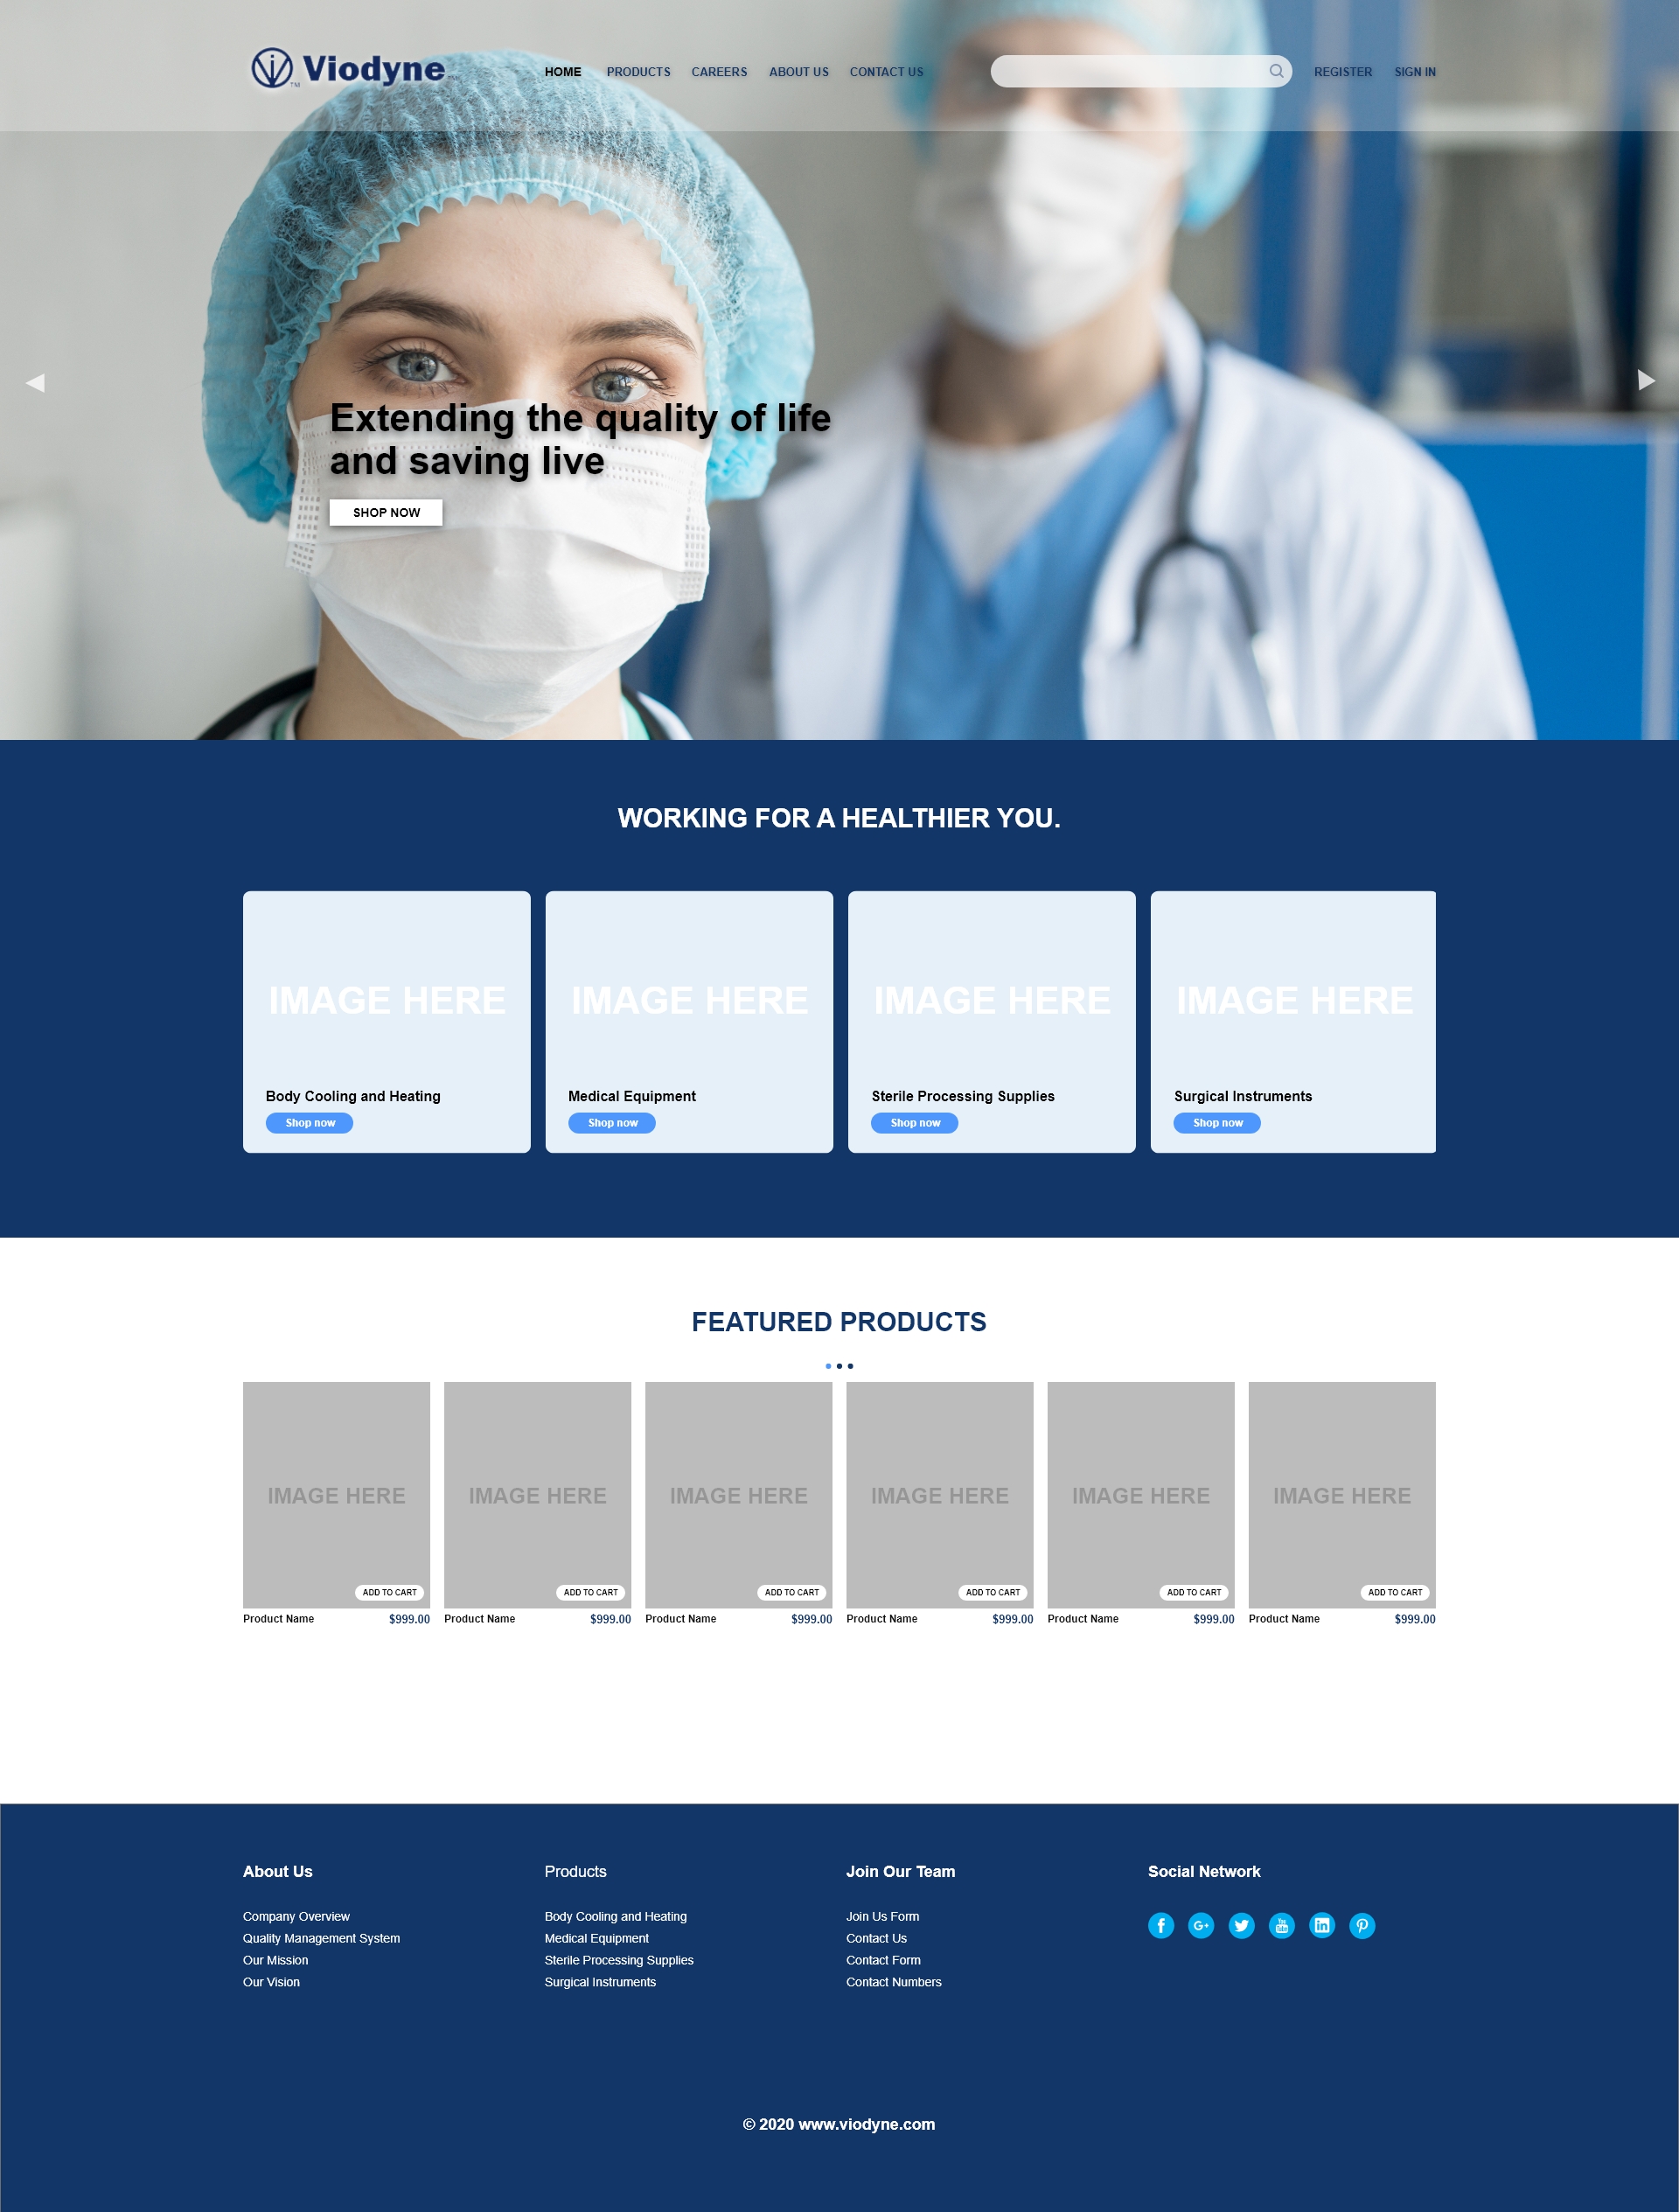 Viodyne
TM
HOME PRODUCTS CAREERS ABOUT US CONTACT US REGISTER SIGN IN
Extending the quality of life
and saving live
SHOP NOW
WORKING FOR A HEALTHIER YOU.
IMAGE HERE IMAGE HERE IMAGE HERE IMAGE HERE
Body Cooling and Heating Medical Equipment Sterile Processing Supplies Surgical Instruments
Shop now Shop now Shop now Shop now
FEATURED PRODUCTS
IMAGE HERE IMAGE HERE IMAGE HERE IMAGE HERE IMAGE HERE IMAGE HERE
ADD TO CART ADD TO CART ADD TO CART ADD TO CART ADD TO CART ADD TO CART
Product Name $999.00 Product Name $999.00 Product Name $999.00 Product Name $999.00 Product Name $999.00 Product Name $999.00
About Us Products Join Our Team Social Network
Company Overview Body Cooling and Heating Join Us Form
Quality Management System Medical Equipment Contact Us
Our Mission Sterile Processing Supplies Contact Form
Our Vision Surgical Instruments Contact Numbers
f G+ You Tube in
© 2020 www.viodyne.com